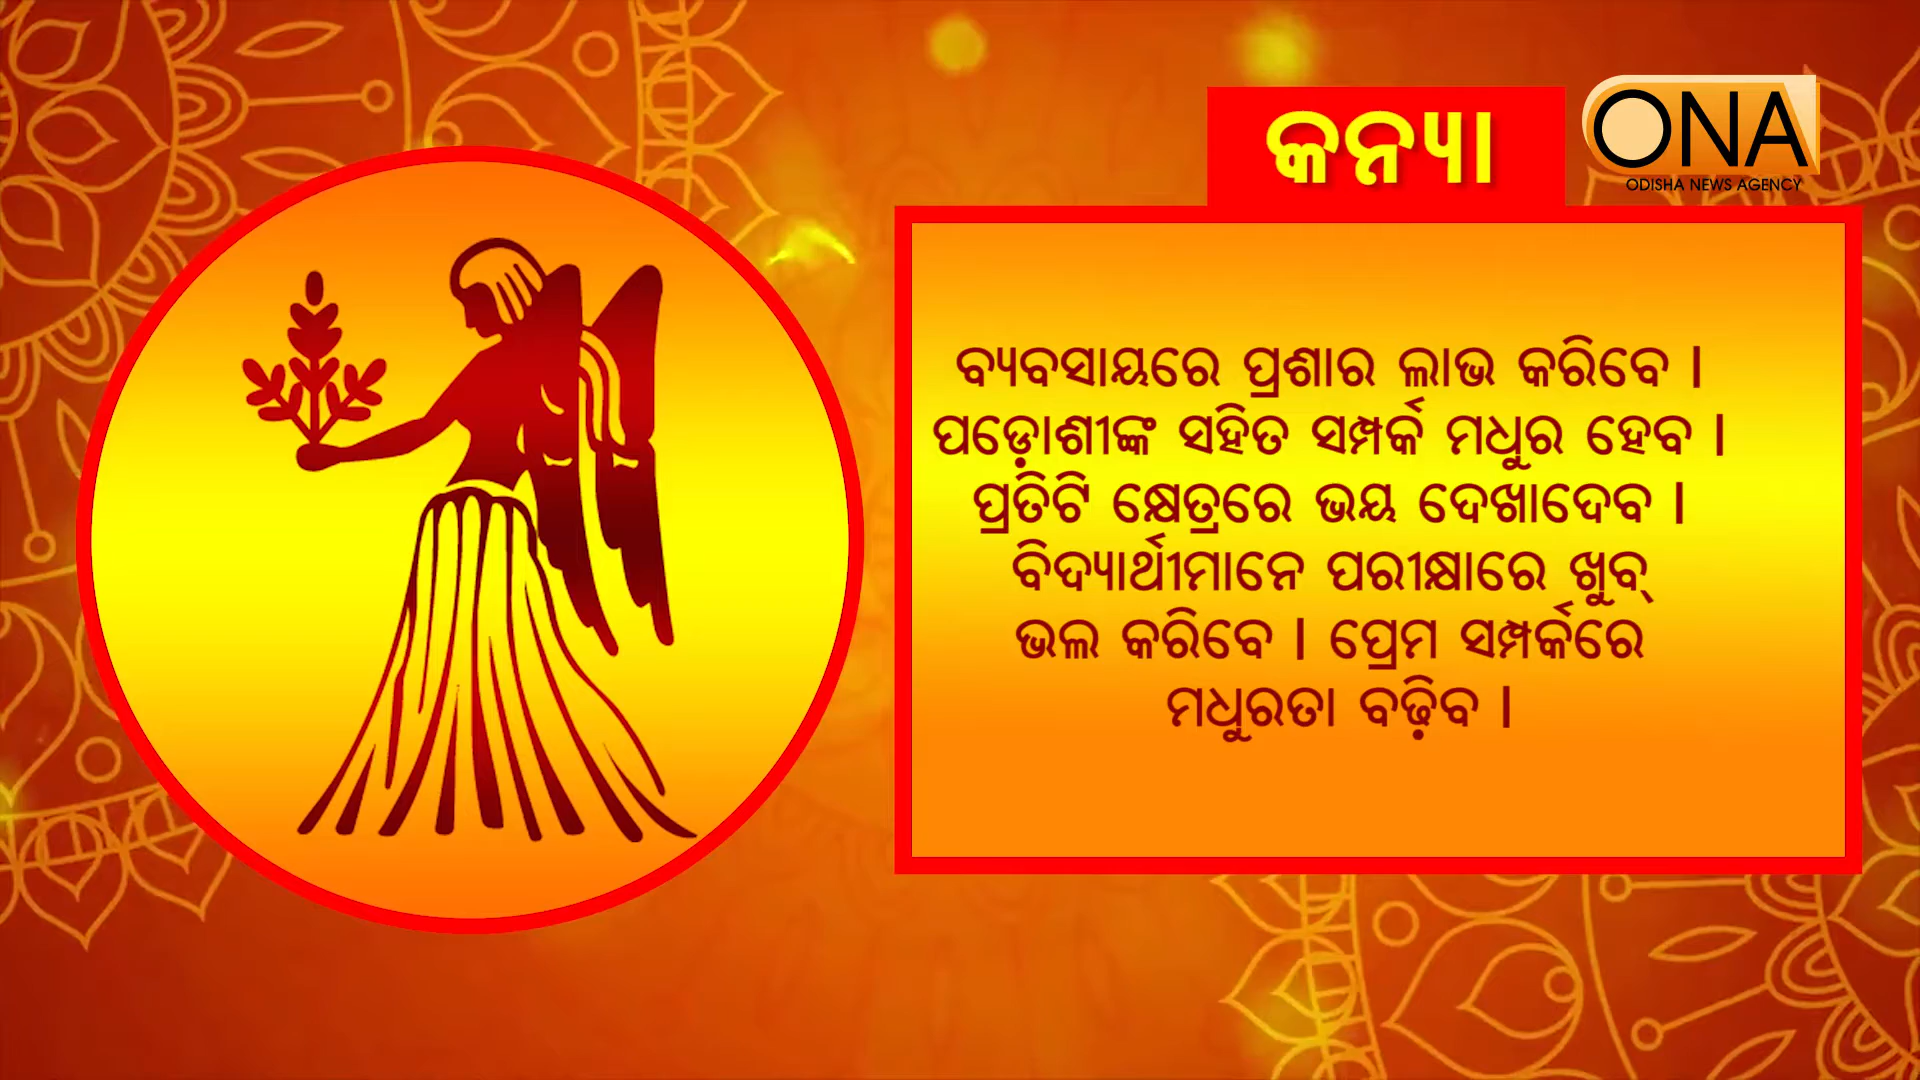 କନ୍ୟା
ONA
ODISHA NEWS AGENCY
ବ୍ୟବସାୟରେ ପ୍ରଶାର ଲାଭ କରିବେ ।
ପଡ଼ୋଶୀଙ୍କ ସହିତ ସମ୍ପର୍କ ମଧୁର ହେବ ।
ପ୍ରତିଟି କ୍ଷେତ୍ରରେ ଭୟ ଦେଖାଦେବ ।
ବିଦ୍ୟାର୍ଥୀମାନେ ପରୀକ୍ଷାରେ ଖୁବ୍
ଭଲ କରିବେ । ପ୍ରେମ ସମ୍ପର୍କରେ
ମଧୁରତା ବଢ଼ିବ ।